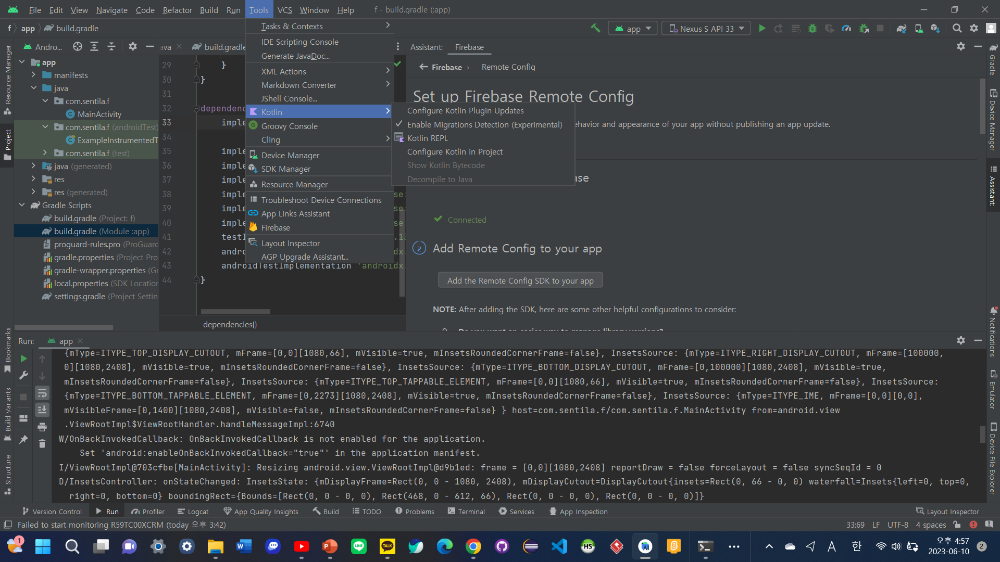 File Edit View Navigate Code Refactor Build Run Tools VCS Window Help f - build.gradle (:app)
f app build.gradle
app Nexus S API 33
Andro...
ava build.gradle
Assistant: Firebase
Resource Manager
Project
Bookmarks
Build Variants
Structure
app
manifests
java
com.sentila.f
MainActivity
com.sentila.f (androidTest)
ExampleInstrumentedT
com.sentila.f (test)
java (generated)
res
res (generated)
Gradle Scripts
build.gradle (Project: f)
build.gradle (Module :app)
proguard-rules.pro (ProGuard
gradle.properties (Project Pro
gradle-wrapper.properties (Gr
local.properties (SDK Location
settings.gradle (Project Settin
29 }
30 }
31
32 dependenc
33 imple
34
35 imple
36 imple
37 imple
38 imple se:
39 imple se:
40 imple se:
41 testI .13
42 andro dx
43 androidTestImplementation 'androidx.
44 }
dependencies{}
Tasks & Contexts
IDE Scripting Console
Generate JavaDoc...
XML Actions
Markdown Converter
JShell Console...
Kotlin
Groovy Console
Cling
Device Manager
SDK Manager
Resource Manager
Troubleshoot Device Connections
App Links Assistant
Firebase
Layout Inspector
AGP Upgrade Assistant...
Configure Kotlin Plugin Updates
Enable Migrations Detection (Experimental)
Kotlin REPL
Configure Kotlin in Project
Show Kotlin Bytecode
Decompile to Java
Firebase › Remote Config
Set up Firebase Remote Config
ehavior and appearance of your app without publishing an app update.
ase
Connected
2 Add Remote Config to your app
Add the Remote Config SDK to your app
NOTE: After adding the SDK, here are some other helpful configurations to consider:
Do you want an easier way to manage library versions?
Gradle
Device Manager
Assistant:
Notifications
Emulator
Device File Explorer
Run: app
{mType=ITYPE_TOP_DISPLAY_CUTOUT, mFrame=[0,0][1080,66], mVisible=true, mInsetsRoundedCornerFrame=false}, InsetsSource: {mType=ITYPE_RIGHT_DISPLAY_CUTOUT, mFrame=[100000,
0][1080,2408], mVisible=true, mInsetsRoundedCornerFrame=false}, InsetsSource: {mType=ITYPE_BOTTOM_DISPLAY_CUTOUT, mFrame=[0,100000][1080,2408], mVisible=true,
mInsetsRoundedCornerFrame=false}, InsetsSource: {mType=ITYPE_TOP_TAPPABLE_ELEMENT, mFrame=[0,0][1080,66], mVisible=true, mInsetsRoundedCornerFrame=false}, InsetsSource:
{mType=ITYPE_BOTTOM_TAPPABLE_ELEMENT, mFrame=[0,2273][1080,2408], mVisible=true, mInsetsRoundedCornerFrame=false}, InsetsSource: {mType=ITYPE_IME, mFrame=[0,0][0,0],
mVisibleFrame=[0,1400][1080,2408], mVisible=false, mInsetsRoundedCornerFrame=false} } host=com.sentila.f/com.sentila.f.MainActivity from=android.view
.ViewRootImpl$ViewRootHandler.handleMessageImpl:6740
W/OnBackInvokedCallback: OnBackInvokedCallback is not enabled for the application.
Set 'android:enableOnBackInvokedCallback="true"' in the application manifest.
I/ViewRootImpl@703cfbe[MainActivity]: Resizing android.view.ViewRootImpl@d9b1ed: frame = [0,0][1080,2408] reportDraw = false forceLayout = false syncSeqId = 0
D/InsetsController: onStateChanged: InsetsState: {mDisplayFrame=Rect(0, 0 - 1080, 2408), mDisplayCutout=DisplayCutout{insets=Rect(0, 66 - 0, 0) waterfall=Insets{left=0, top=0,
right=0, bottom=0} boundingRect={Bounds=[Rect(0, 0 - 0, 0), Rect(468, 0 - 612, 66), Rect(0, 0 - 0, 0), Rect(0, 0 - 0, 0)]}
Version Control Run Profiler Logcat App Quality Insights Build TODO Problems Terminal Services App Inspection Layout Inspector
Failed to start monitoring R59TC00XCRM (today 오후 3:42) 33:69 LF UTF-8 4 spaces
1 W P LINE TALK HS A 한 오후 4:57
2023-06-10 2